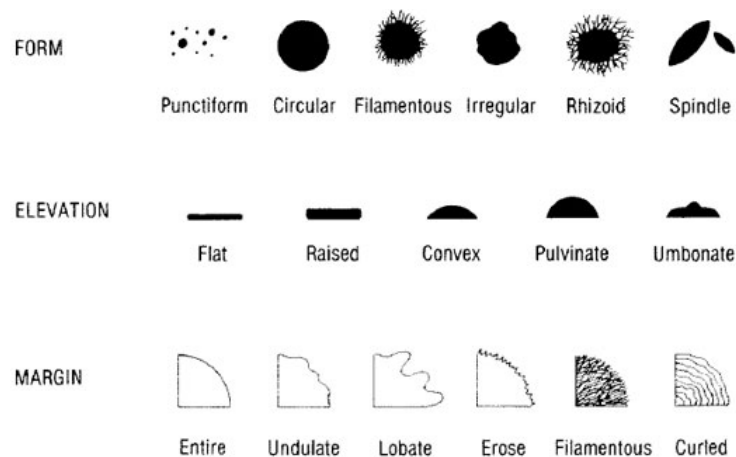 FORM
Punctiform Circular Filamentous Irregular Rhizoid Spindle
ELEVATION
Flat Raised Convex Pulvinate Umbonate
MARGIN
Entire Undulate Lobate Erose Filamentous Curled